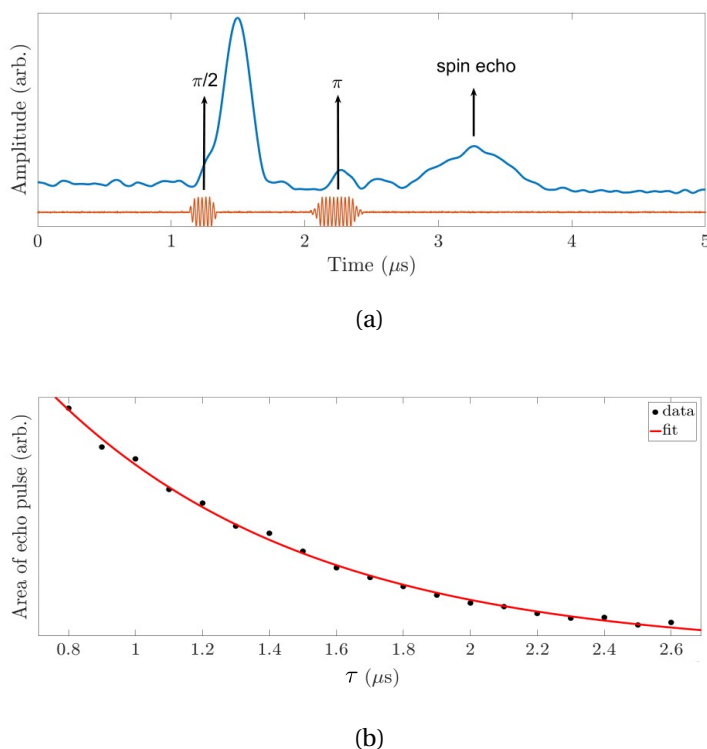 Amplitude (arb.)
π/2
π
spin echo
0 1 2 3 4 5
Time (μs)
(a)
Area of echo pulse (arb.)
data
fit
0.8 1 1.2 1.4 1.6 1.8 2 2.2 2.4 2.6
τ (μs)
(b)